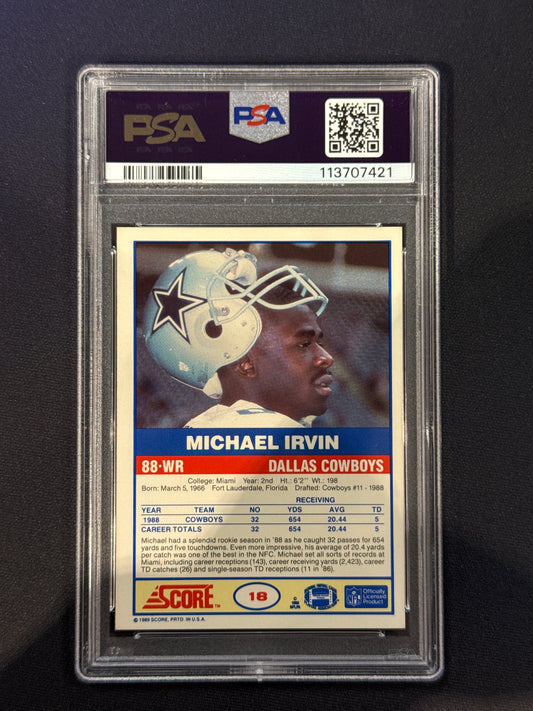 PSA
PSA
113707421
MICHAEL IRVIN
88·WR DALLAS COWBOYS
College: Miami Year: 2nd Ht.: 6'2" Wt.: 198
Born: March 5, 1966 Fort Lauderdale, Florida Drafted: Cowboys #11 - 1988
RECEIVING
YEAR TEAM NO YDS AVG TD
1988 COWBOYS 32 654 20.44 5
CAREER TOTALS 32 654 20.44 5
Michael had a splendid rookie season in '88 as he caught 32 passes for 654
yards and five touchdowns. Even more impressive, his average of 20.4 yards
per catch was one of the best in the NFC. Michael set all sorts of records at
Miami, including career receptions (143), career receiving yards (2,423), career
TD catches (26) and single-season TD receptions (11 in '86).
SCORE™ 18
Officially
Licensed
Product
© 1989 SCORE, PRTD. IN U.S.A.